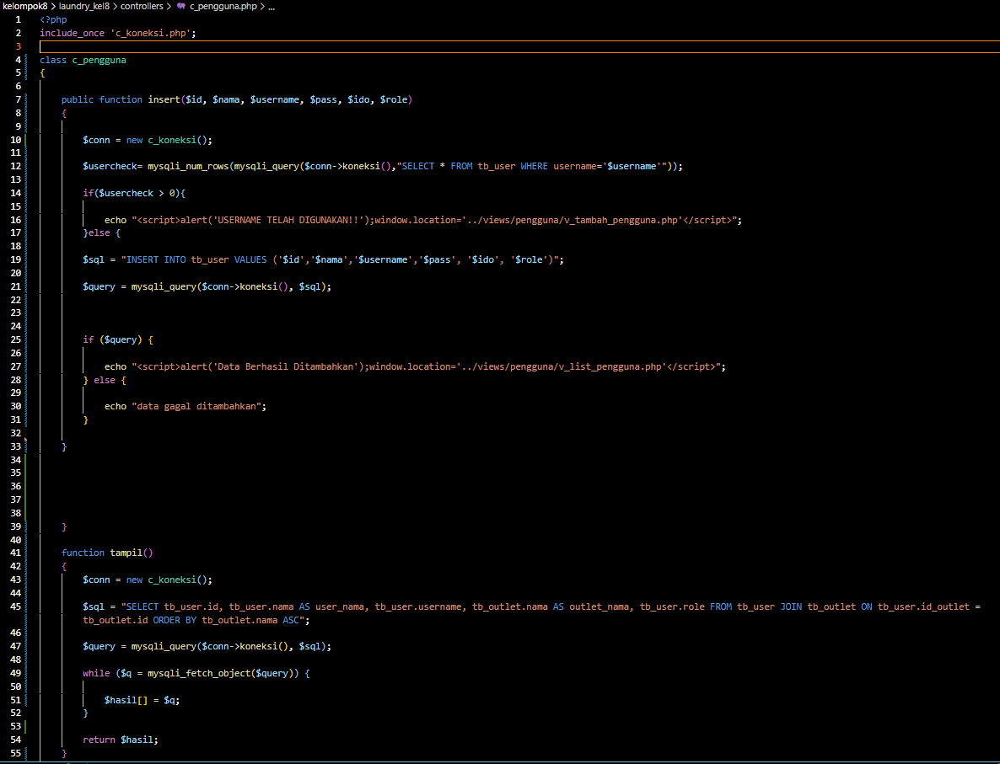 kelompok8 > laundry_kel8 > controllers > c_pengguna.php > ...
1 <?php
2 include_once 'c_koneksi.php';
3
4 class c_pengguna
5 {
6
7 public function insert($id, $nama, $username, $pass, $ido, $role)
8 {
9
10 $conn = new c_koneksi();
11
12 $usercheck= mysqli_num_rows(mysqli_query($conn->koneksi(),"SELECT * FROM tb_user WHERE username='$username'"));
13
14 if($usercheck > 0){
15
16 echo "<script>alert('USERNAME TELAH DIGUNAKAN!!');window.location='../views/pengguna/v_tambah_pengguna.php'</script>";
17 }else {
18
19 $sql = "INSERT INTO tb_user VALUES ('$id','$nama','$username','$pass', '$ido', '$role')";
20
21 $query = mysqli_query($conn->koneksi(), $sql);
22
23
24
25 if ($query) {
26
27 echo "<script>alert('Data Berhasil Ditambahkan');window.location='../views/pengguna/v_list_pengguna.php'</script>";
28 } else {
29
30 echo "data gagal ditambahkan";
31 }
32
33 }
34
35
36
37
38
39 }
40
41 function tampil()
42 {
43 $conn = new c_koneksi();
44
45 $sql = "SELECT tb_user.id, tb_user.nama AS user_nama, tb_user.username, tb_outlet.nama AS outlet_nama, tb_user.role FROM tb_user JOIN tb_outlet ON tb_user.id_outlet =
tb_outlet.id ORDER BY tb_outlet.nama ASC";
46
47 $query = mysqli_query($conn->koneksi(), $sql);
48
49 while ($q = mysqli_fetch_object($query)) {
50
51 $hasil[] = $q;
52 }
53
54 return $hasil;
55 }